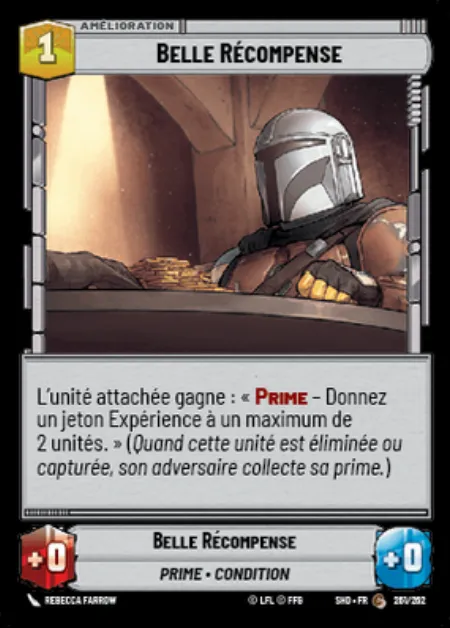 AMÉLIORATION
1
BELLE RÉCOMPENSE
L'unité attachée gagne : « PRIME – Donnez
un jeton Expérience à un maximum de
2 unités. » (Quand cette unité est éliminée ou
capturée, son adversaire collecte sa prime.)
+0
BELLE RÉCOMPENSE
PRIME • CONDITION
+0
REBECCA FARROW
© LFL © FFG
SHD • FR
261/262